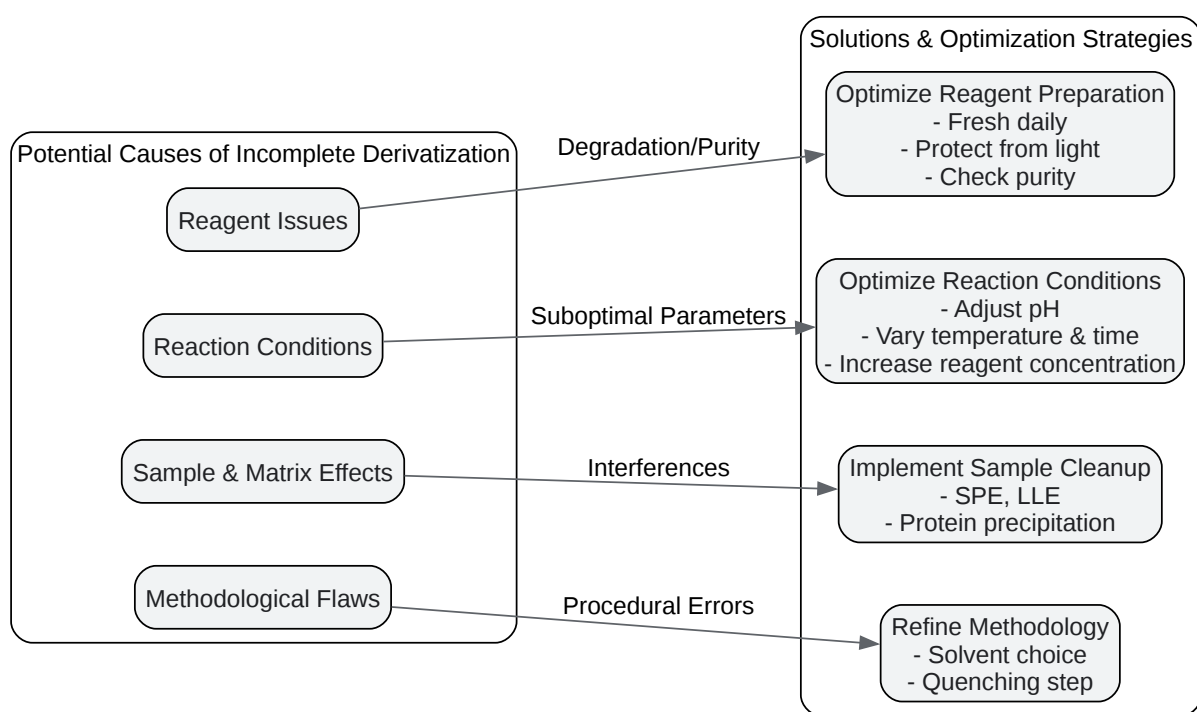 Potential Causes of Incomplete Derivatization
Reagent Issues
Reaction Conditions
Sample & Matrix Effects
Methodological Flaws
Degradation/Purity
Suboptimal Parameters
Interferences
Procedural Errors
Solutions & Optimization Strategies
Optimize Reagent Preparation
- Fresh daily
- Protect from light
- Check purity
Optimize Reaction Conditions
- Adjust pH
- Vary temperature & time
- Increase reagent concentration
Implement Sample Cleanup
- SPE, LLE
- Protein precipitation
Refine Methodology
- Solvent choice
- Quenching step